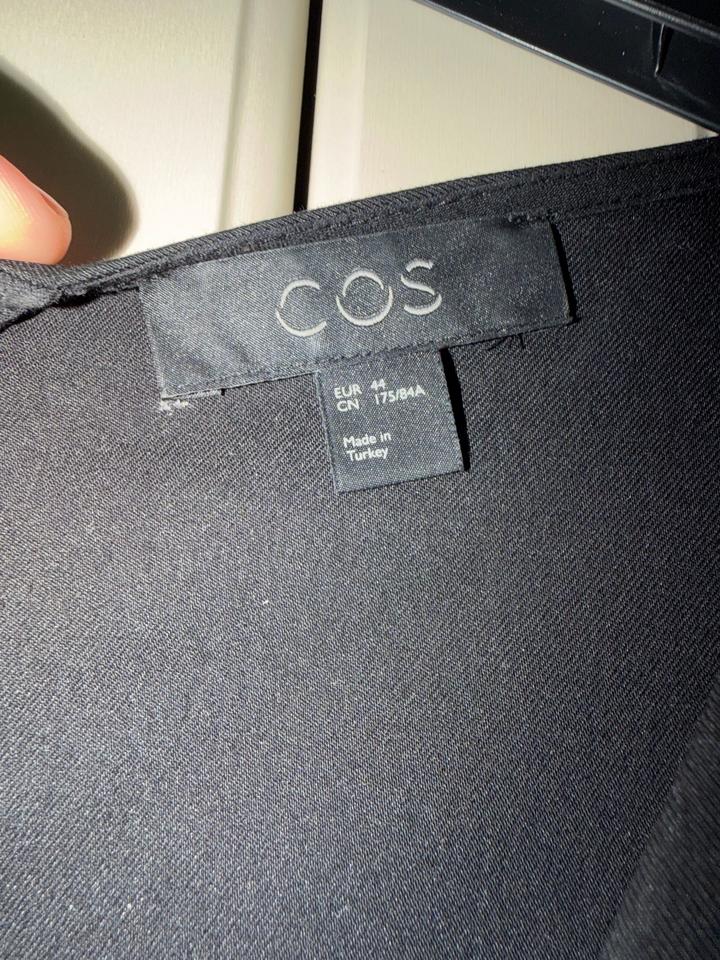 COS
EUR 44
CN 175/84A
Made in
Turkey